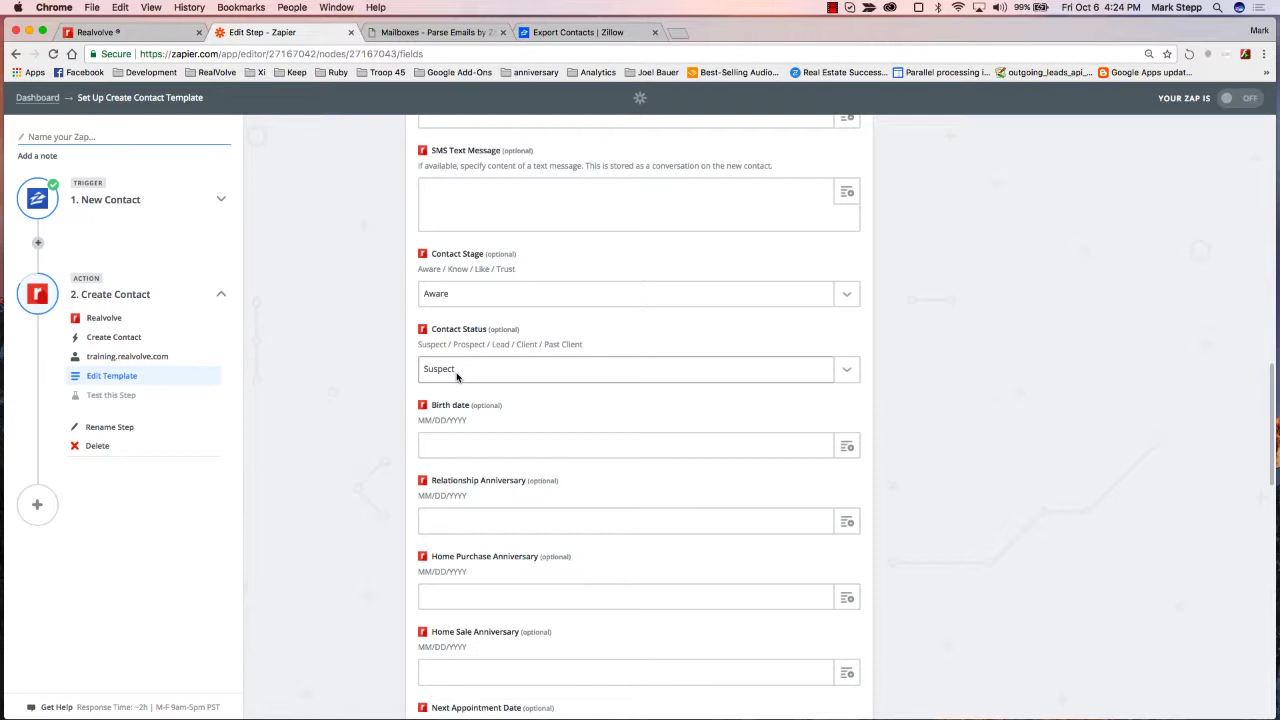 Chrome File Edit View History Bookmarks People Window Help
99% Fri Oct 6 4:24 PM Mark Stepp
Realvolve ®
Edit Step - Zapier
Mailboxes - Parse Emails by Z
Export Contacts | Zillow
Mark
Secure https://zapier.com/app/editor/27167042/nodes/27167043/fields
Apps Facebook Development RealVolve Xi Keep Ruby Troop 45 Google Add-Ons anniversary Analytics Joel Bauer Best-Selling Audio... Real Estate Success... Parallel processing i... outgoing_leads_api_... Google Apps updat...
Dashboard → Set Up Create Contact Template
YOUR ZAP IS OFF
Name your Zap...
Add a note
TRIGGER
1. New Contact
ACTION
2. Create Contact
Realvolve
Create Contact
training.realvolve.com
Edit Template
Test this Step
Rename Step
Delete
Get Help Response Time: ~2h | M-F 9am-5pm PST
SMS Text Message (optional)
If available, specify content of a text message. This is stored as a conversation on the new contact.
Contact Stage (optional)
Aware / Know / Like / Trust
Aware
Contact Status (optional)
Suspect / Prospect / Lead / Client / Past Client
Suspect
Birth date (optional)
MM/DD/YYYY
Relationship Anniversary (optional)
MM/DD/YYYY
Home Purchase Anniversary (optional)
MM/DD/YYYY
Home Sale Anniversary (optional)
MM/DD/YYYY
Next Appointment Date (optional)